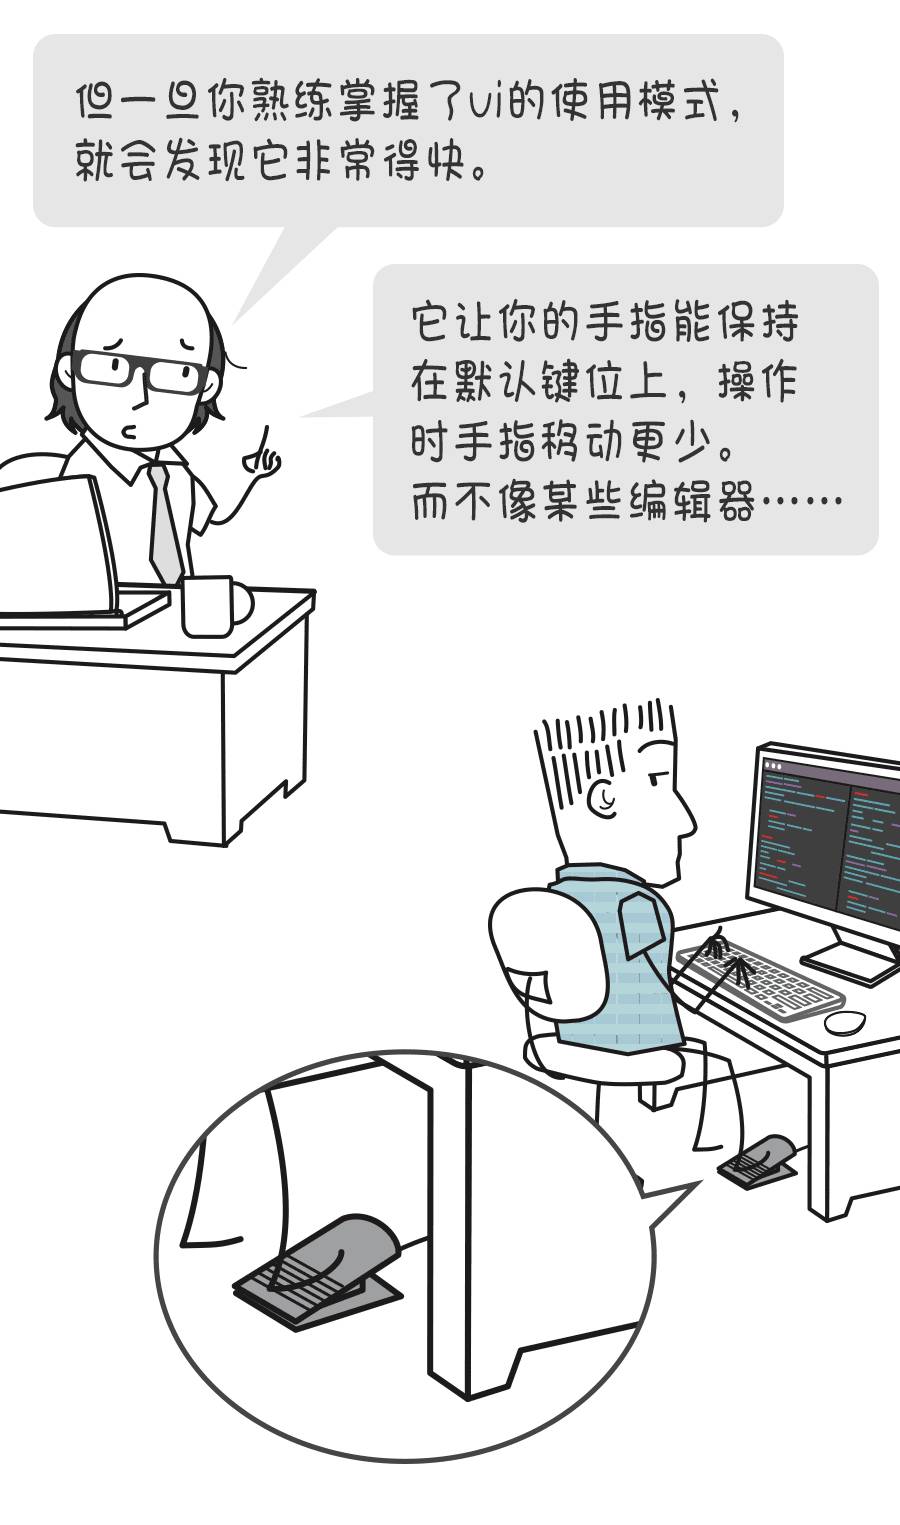 但一旦你熟练掌握了vi的使用模式，
就会发现它非常得快。
它让你的手指能保持
在默认键位上，操作
时手指移动更少。
而不像某些编辑器……